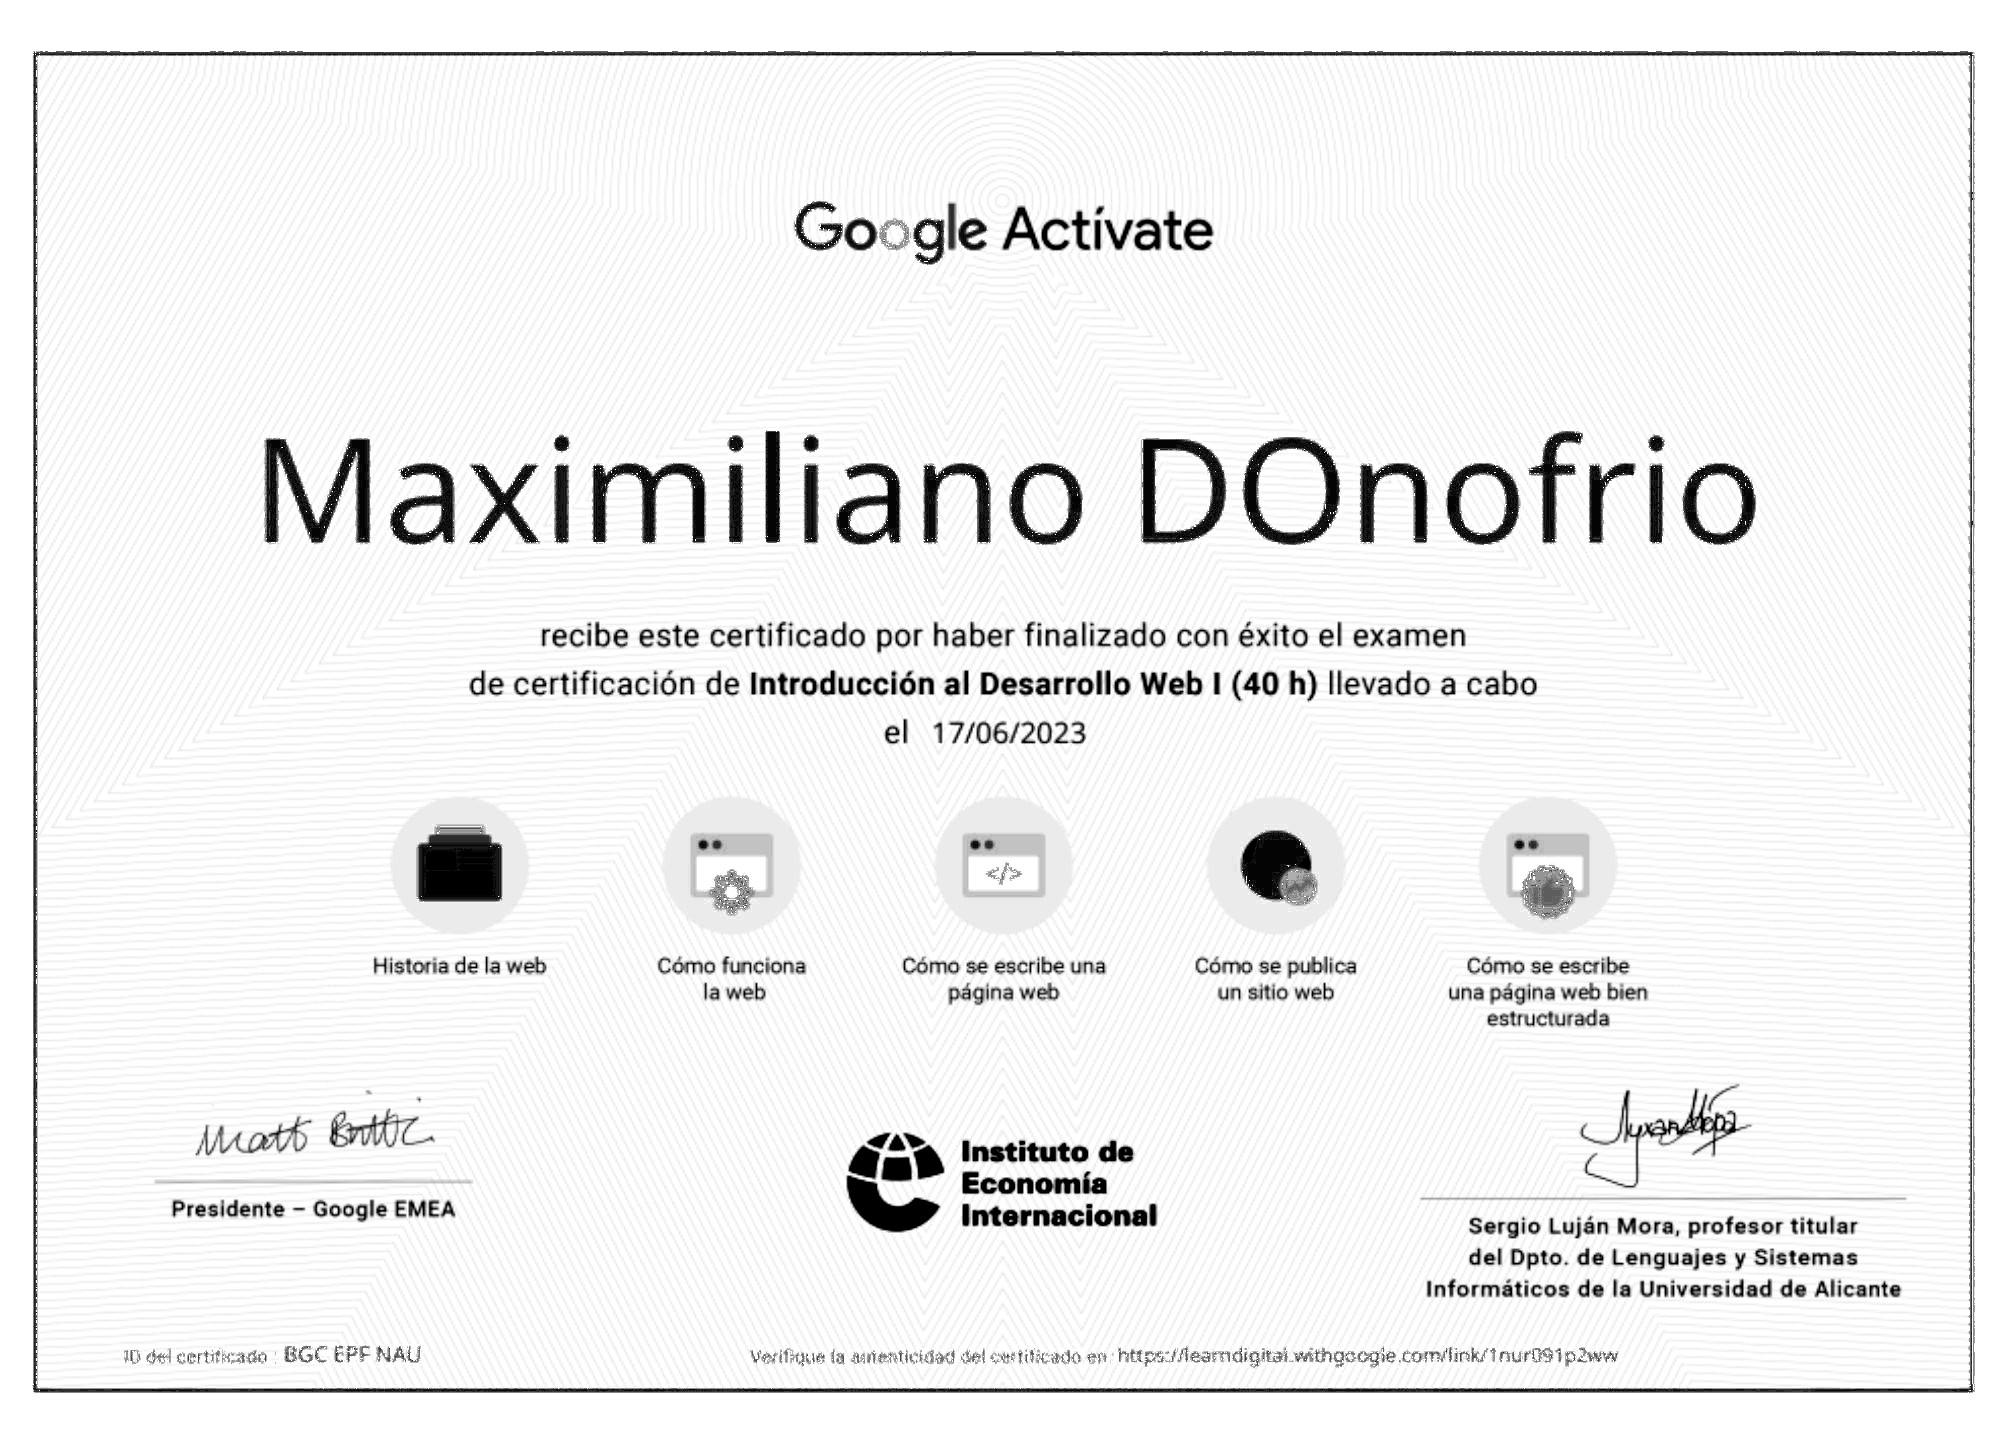 Google Actívate
Maximiliano DOnofrio
recibe este certificado por haber finalizado con éxito el examen
de certificación de Introducción al Desarrollo Web I (40 h) llevado a cabo
el 17/06/2023
Historia de la web
Cómo funciona
la web
Cómo se escribe una
página web
</>
Cómo se publica
un sitio web
Cómo se escribe
una página web bien
estructurada
Matt
Presidente – Google EMEA
Instituto de
Economía
Internacional
Sergio Luján Mora, profesor titular
del Dpto. de Lenguajes y Sistemas
Informáticos de la Universidad de Alicante
ID del certificado : BGC EPF NAU
Verifique la autenticidad del certificado en: https://learndigital.withgoogle.com/link/1nur091p2ww